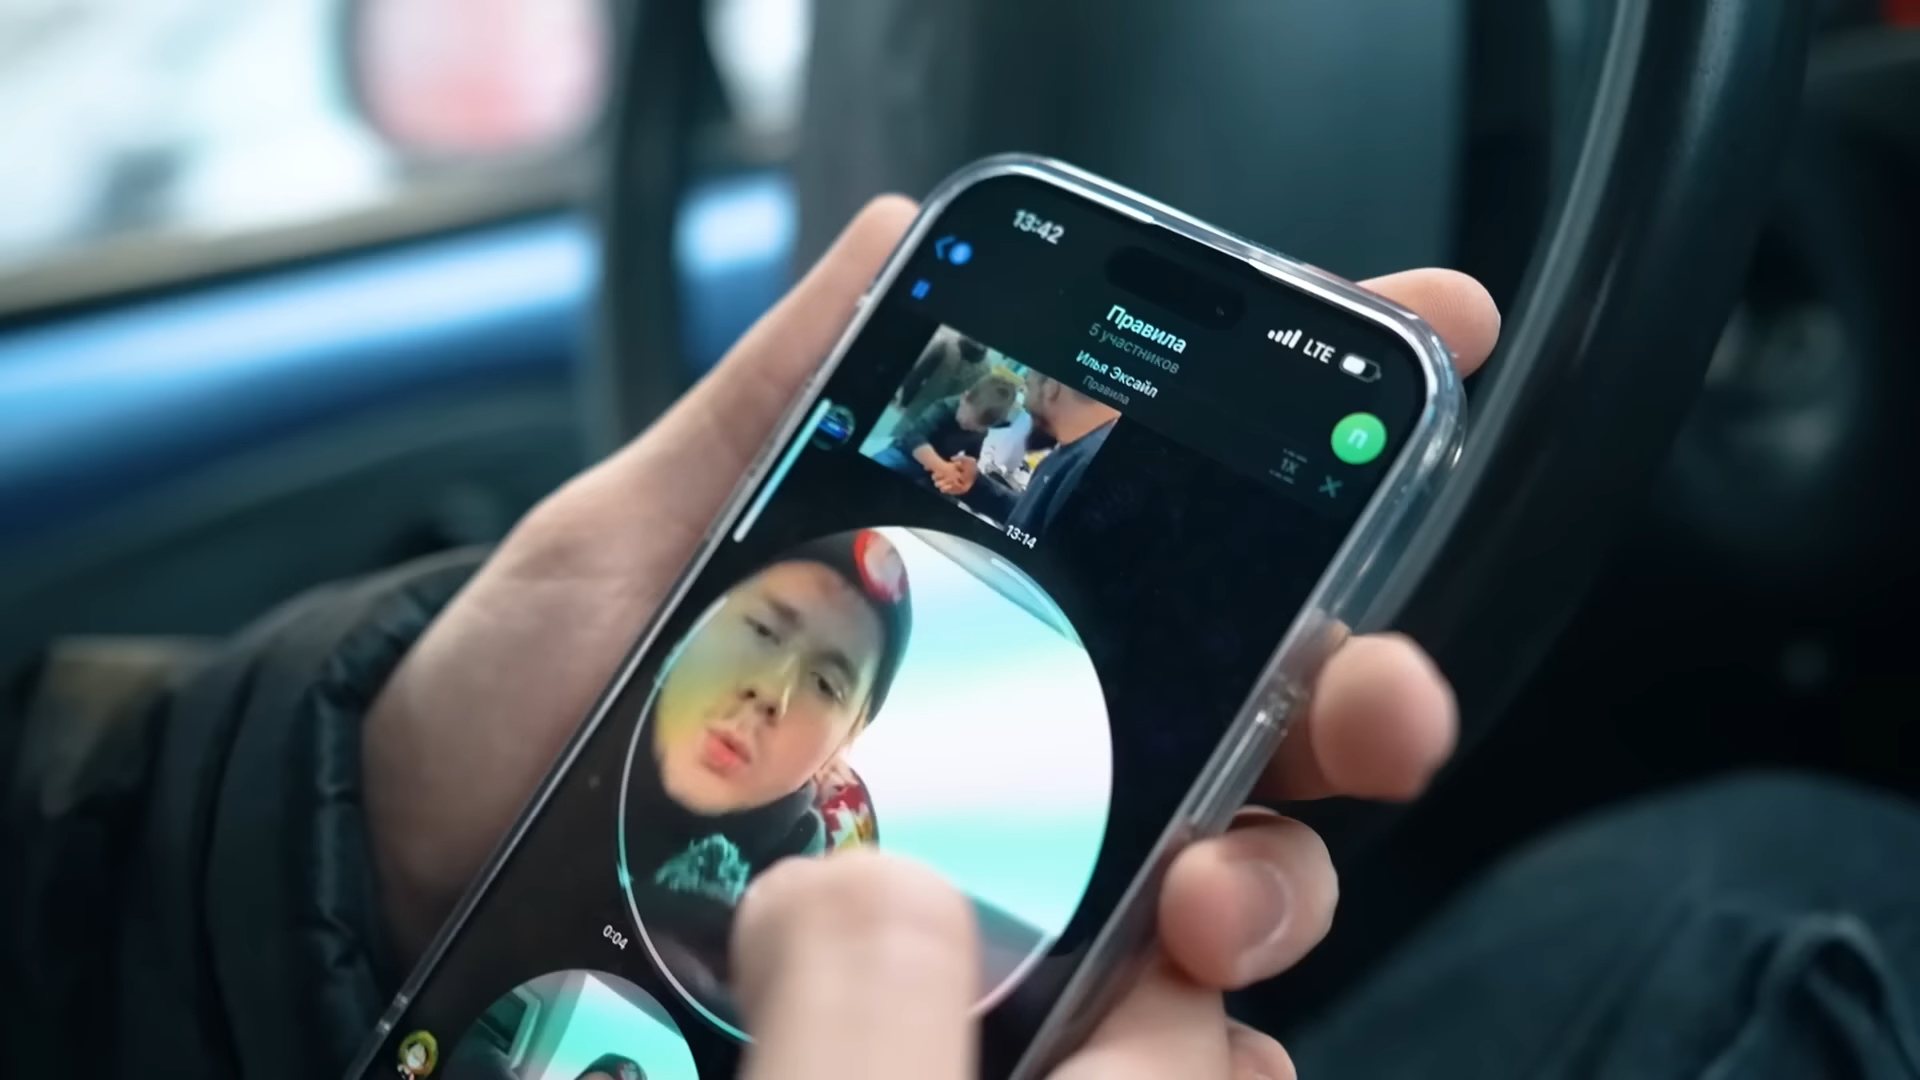 13:42
LTE
Правила
5 участников
Илья Эксайл
Правила
П
1X
13:14
0:04